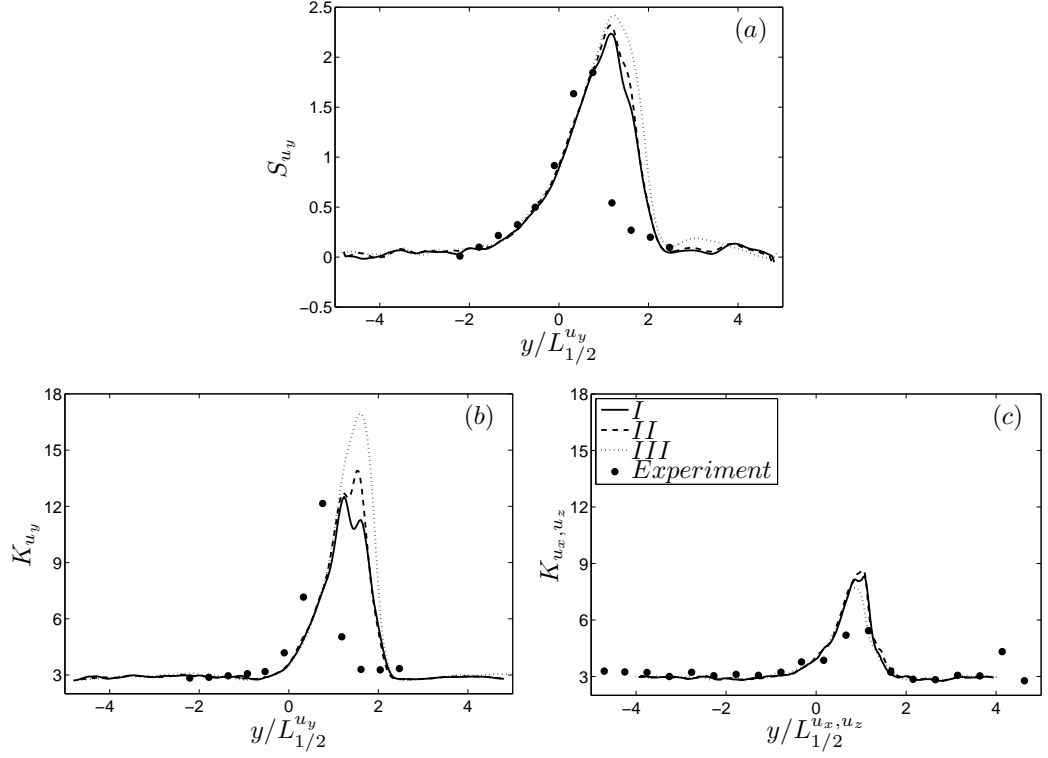 2.5
(a)
2
1.5
1
0.5
0
−0.5
S_{u_y}
−4 −2 0 2 4
y/L_{1/2}^{u_y}
18
(b)
15
12
9
6
3
K_{u_y}
−4 −2 0 2 4
y/L_{1/2}^{u_y}
18
(c)
I
II
III
Experiment
15
12
9
6
3
K_{u_x,u_z}
−4 −2 0 2 4
y/L_{1/2}^{u_x,u_z}